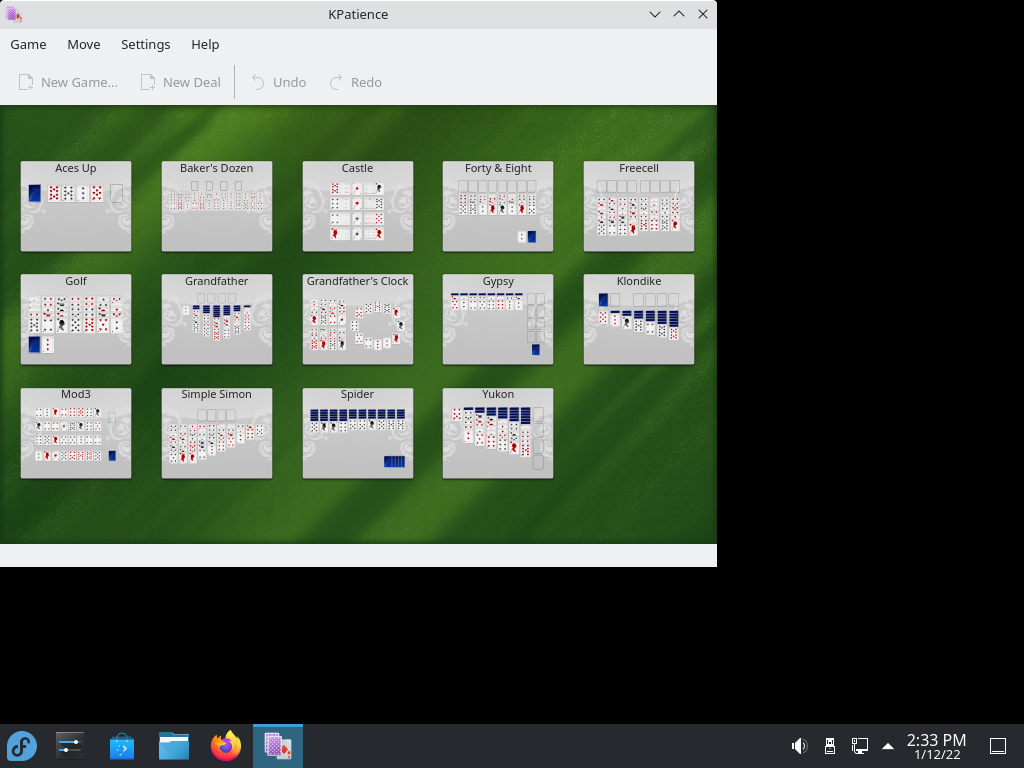 KPatience
Game Move Settings Help
New Game... New Deal Undo Redo
Aces Up Baker's Dozen Castle Forty & Eight Freecell
Golf Grandfather Grandfather's Clock Gypsy Klondike
Mod3 Simple Simon Spider Yukon
2:33 PM
1/12/22